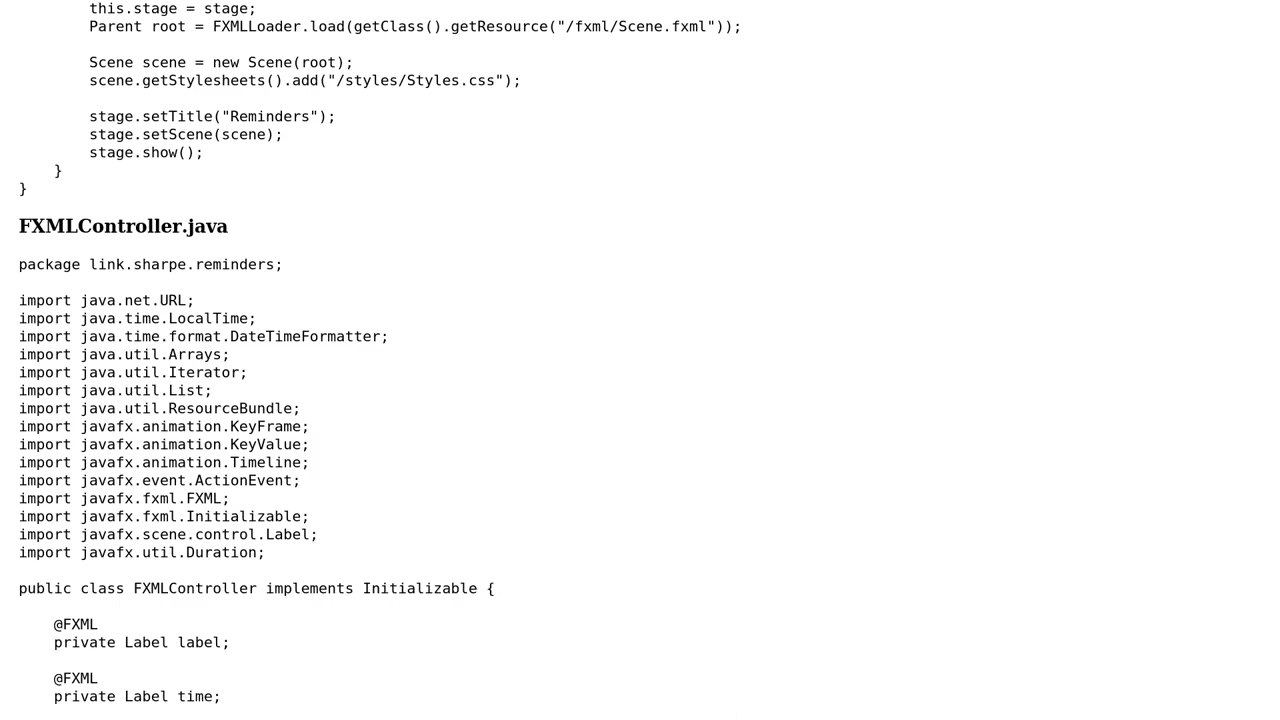 this.stage = stage;
        Parent root = FXMLLoader.load(getClass().getResource("/fxml/Scene.fxml"));

        Scene scene = new Scene(root);
        scene.getStylesheets().add("/styles/Styles.css");

        stage.setTitle("Reminders");
        stage.setScene(scene);
        stage.show();
    }
}
FXMLController.java
package link.sharpe.reminders;

import java.net.URL;
import java.time.LocalTime;
import java.time.format.DateTimeFormatter;
import java.util.Arrays;
import java.util.Iterator;
import java.util.List;
import java.util.ResourceBundle;
import javafx.animation.KeyFrame;
import javafx.animation.KeyValue;
import javafx.animation.Timeline;
import javafx.event.ActionEvent;
import javafx.fxml.FXML;
import javafx.fxml.Initializable;
import javafx.scene.control.Label;
import javafx.util.Duration;

public class FXMLController implements Initializable {

    @FXML
    private Label label;

    @FXML
    private Label time;